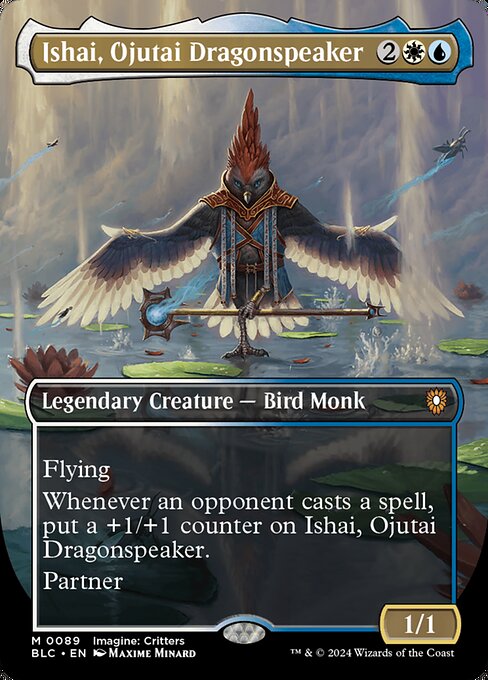 Ishai, Ojutai Dragonspeaker 2
Legendary Creature — Bird Monk
Flying
Whenever an opponent casts a spell,
put a +1/+1 counter on Ishai, Ojutai
Dragonspeaker.
Partner
1/1
M 0089 Imagine: Critters
BLC • EN Maxime Minard
™ & © 2024 Wizards of the Coast